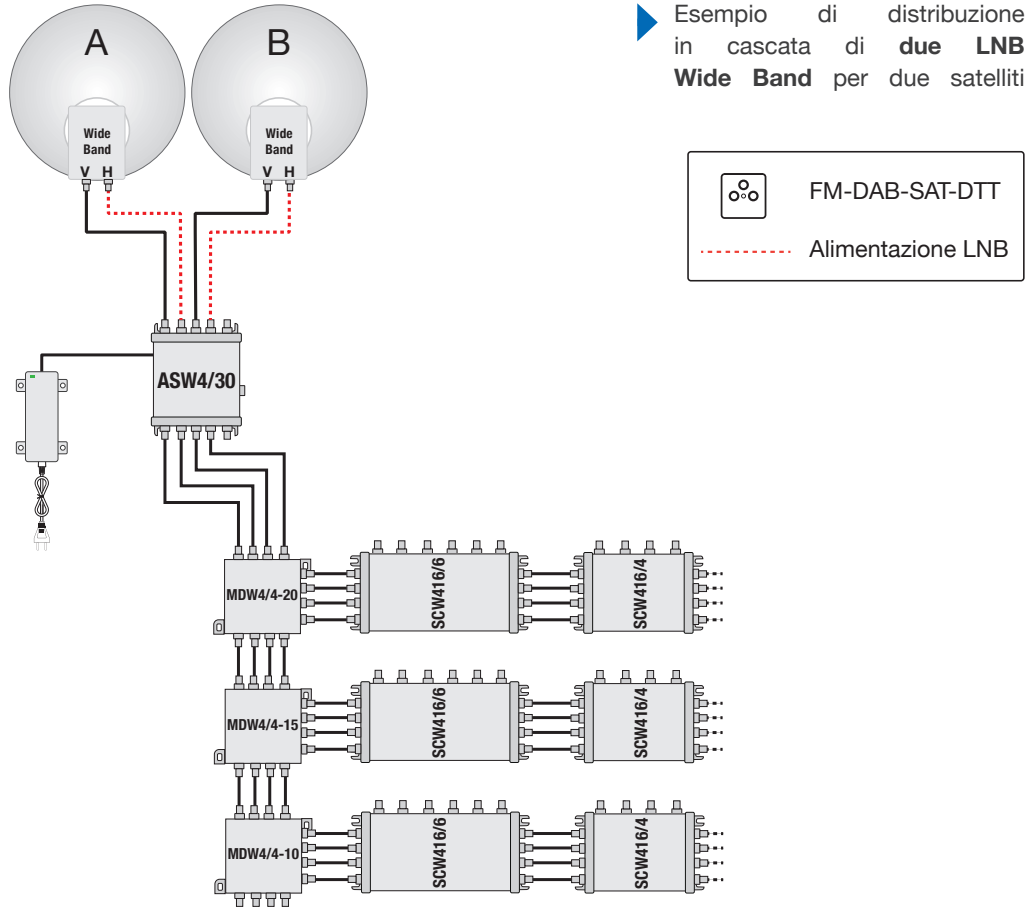 A
B
Esempio di distribuzione
in cascata di due LNB
Wide Band per due satelliti
Wide
Band
V H
Wide
Band
V H
FM-DAB-SAT-DTT
Alimentazione LNB
ASW4/30
MDW4/4-20
SCW416/6
SCW416/4
MDW4/4-15
SCW416/6
SCW416/4
MDW4/4-10
SCW416/6
SCW416/4